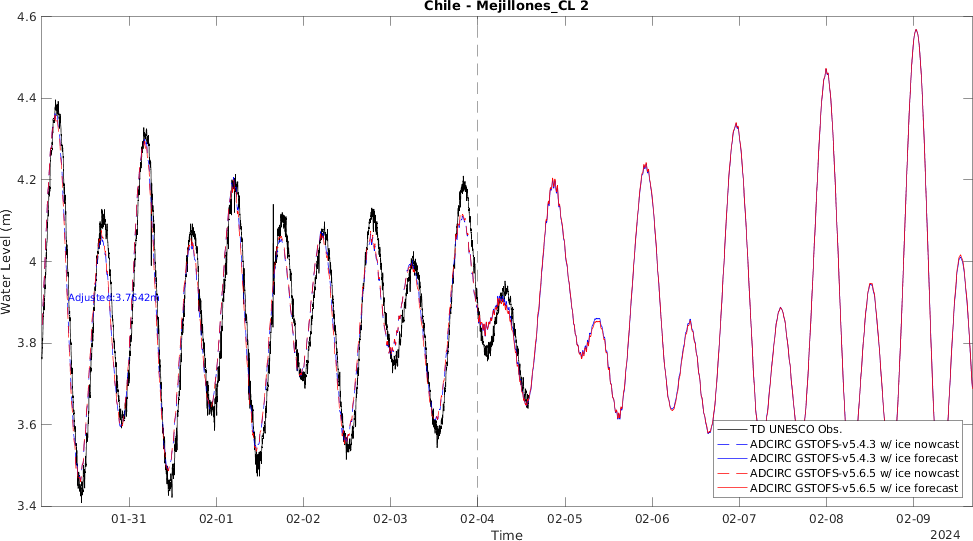 Chile - Mejillones_CL 2
4.6
4.4
4.2
4
3.8
3.6
3.4
Water Level (m)
Adjusted:3.7642m
TD UNESCO Obs.
ADCIRC GSTOFS-v5.4.3 w/ ice nowcast
ADCIRC GSTOFS-v5.4.3 w/ ice forecast
ADCIRC GSTOFS-v5.6.5 w/ ice nowcast
ADCIRC GSTOFS-v5.6.5 w/ ice forecast
01-31 02-01 02-02 02-03 02-04 02-05 02-06 02-07 02-08 02-09
Time
2024